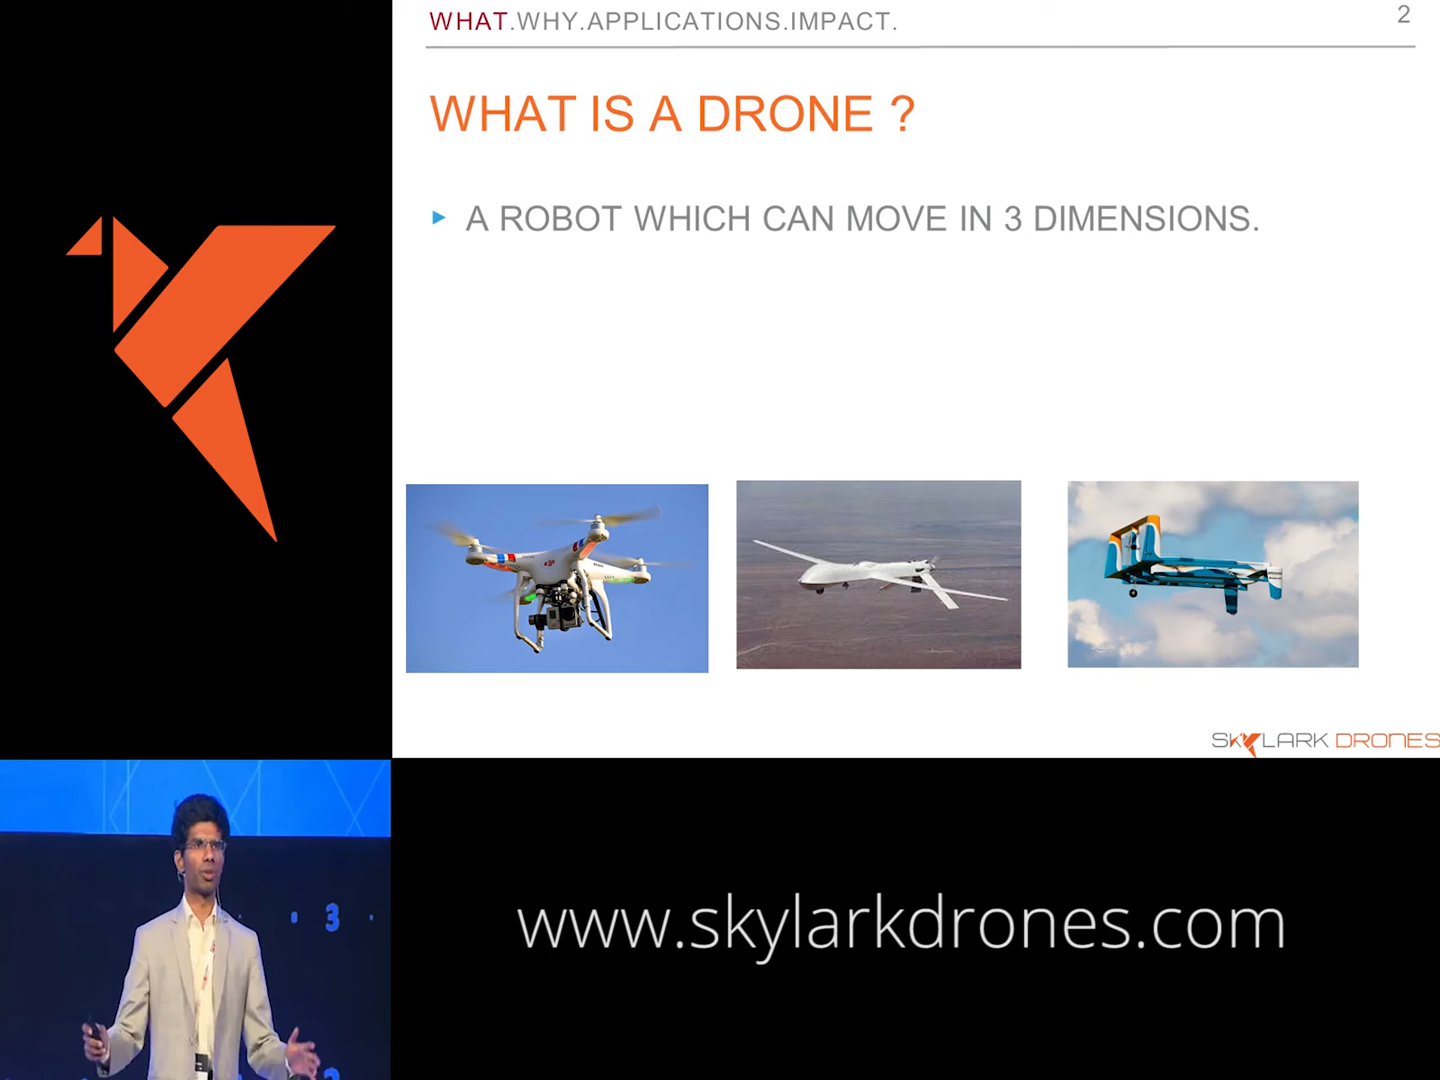 WHAT.WHY.APPLICATIONS.IMPACT.
2
WHAT IS A DRONE ?
A ROBOT WHICH CAN MOVE IN 3 DIMENSIONS.
SKYLARK DRONES
3
www.skylarkdrones.com